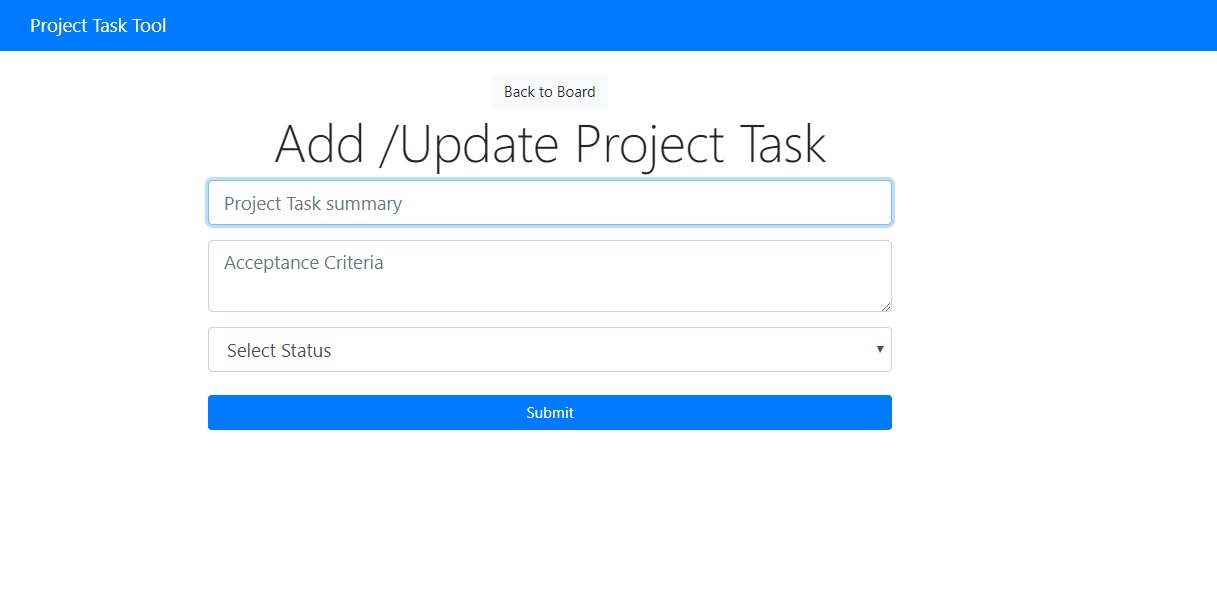 Project Task Tool
Back to Board
Add /Update Project Task
Project Task summary
Acceptance Criteria
Select Status
Submit